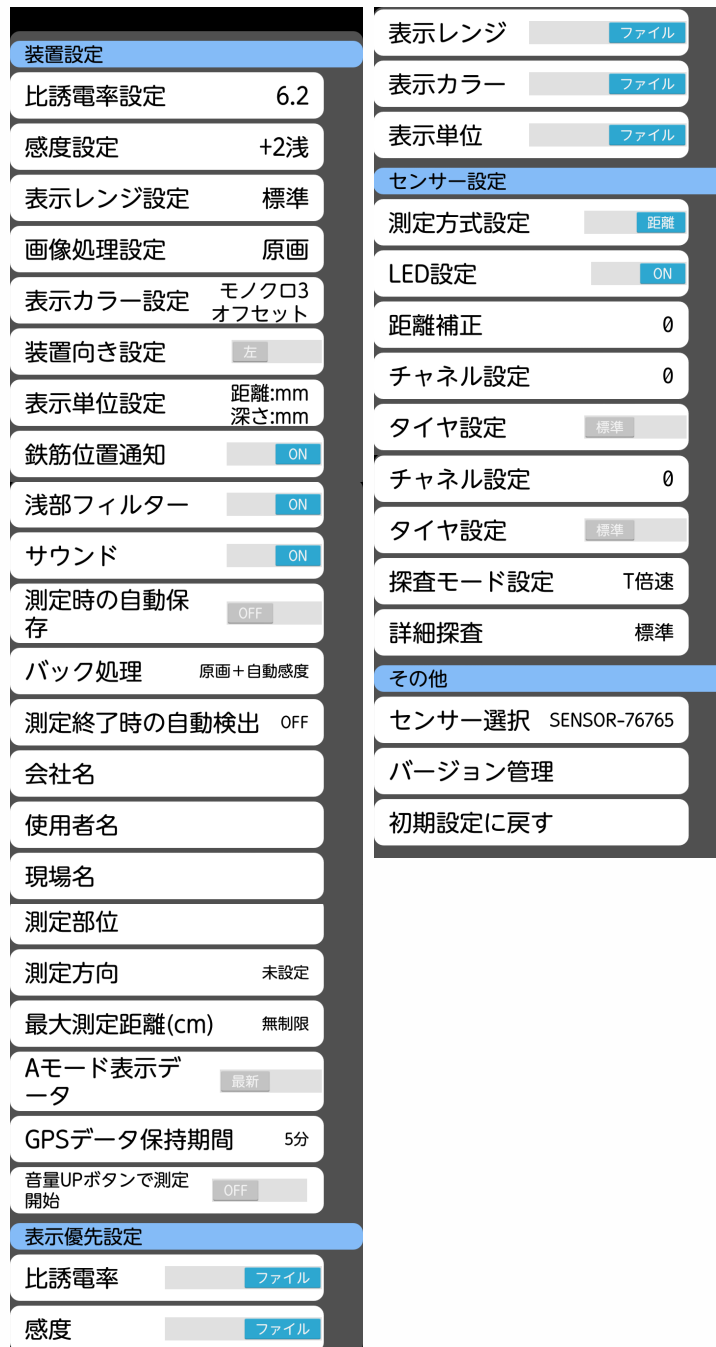 装置設定
比誘電率設定 6.2
感度設定 +2浅
表示レンジ設定 標準
画像処理設定 原画
表示カラー設定 モノクロ3
オフセット
装置向き設定 左
表示単位設定 距離:mm
深さ:mm
鉄筋位置通知 ON
浅部フィルター ON
サウンド ON
測定時の自動保
存 OFF
バック処理 原画+自動感度
測定終了時の自動検出 OFF
会社名
使用者名
現場名
測定部位
測定方向 未設定
最大測定距離(cm) 無制限
Aモード表示デ
ータ 最新
GPSデータ保持期間 5分
音量UPボタンで測定
開始 OFF
表示優先設定
比誘電率 ファイル
感度 ファイル
表示レンジ ファイル
表示カラー ファイル
表示単位 ファイル
センサー設定
測定方式設定 距離
LED設定 ON
距離補正 0
チャネル設定 0
タイヤ設定 標準
チャネル設定 0
タイヤ設定 標準
探査モード設定 T倍速
詳細探査 標準
その他
センサー選択 SENSOR-76765
バージョン管理
初期設定に戻す